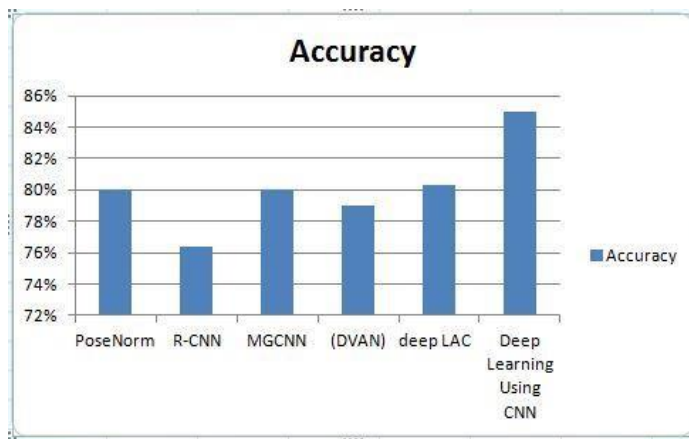 Accuracy
86%
84%
82%
80%
78%
76%
74%
72%
PoseNorm R-CNN MGCNN (DVAN) deep LAC Deep
Learning
Using
CNN
Accuracy